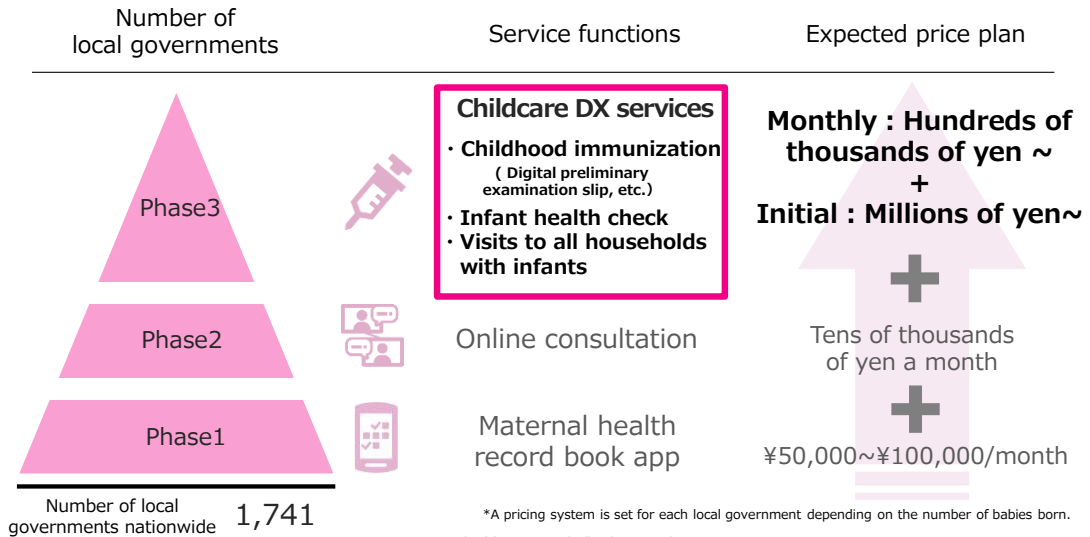 Number of
local governments
Service functions
Expected price plan
Phase3
Childcare DX services
・Childhood immunization
( Digital preliminary
examination slip, etc.)
・Infant health check
・Visits to all households
with infants
Monthly : Hundreds of
thousands of yen ~
+
Initial : Millions of yen~
Phase2
Online consultation
Tens of thousands
of yen a month
Phase1
Maternal health
record book app
¥50,000~¥100,000/month
Number of local
governments nationwide
1,741
*A pricing system is set for each local government depending on the number of babies born.